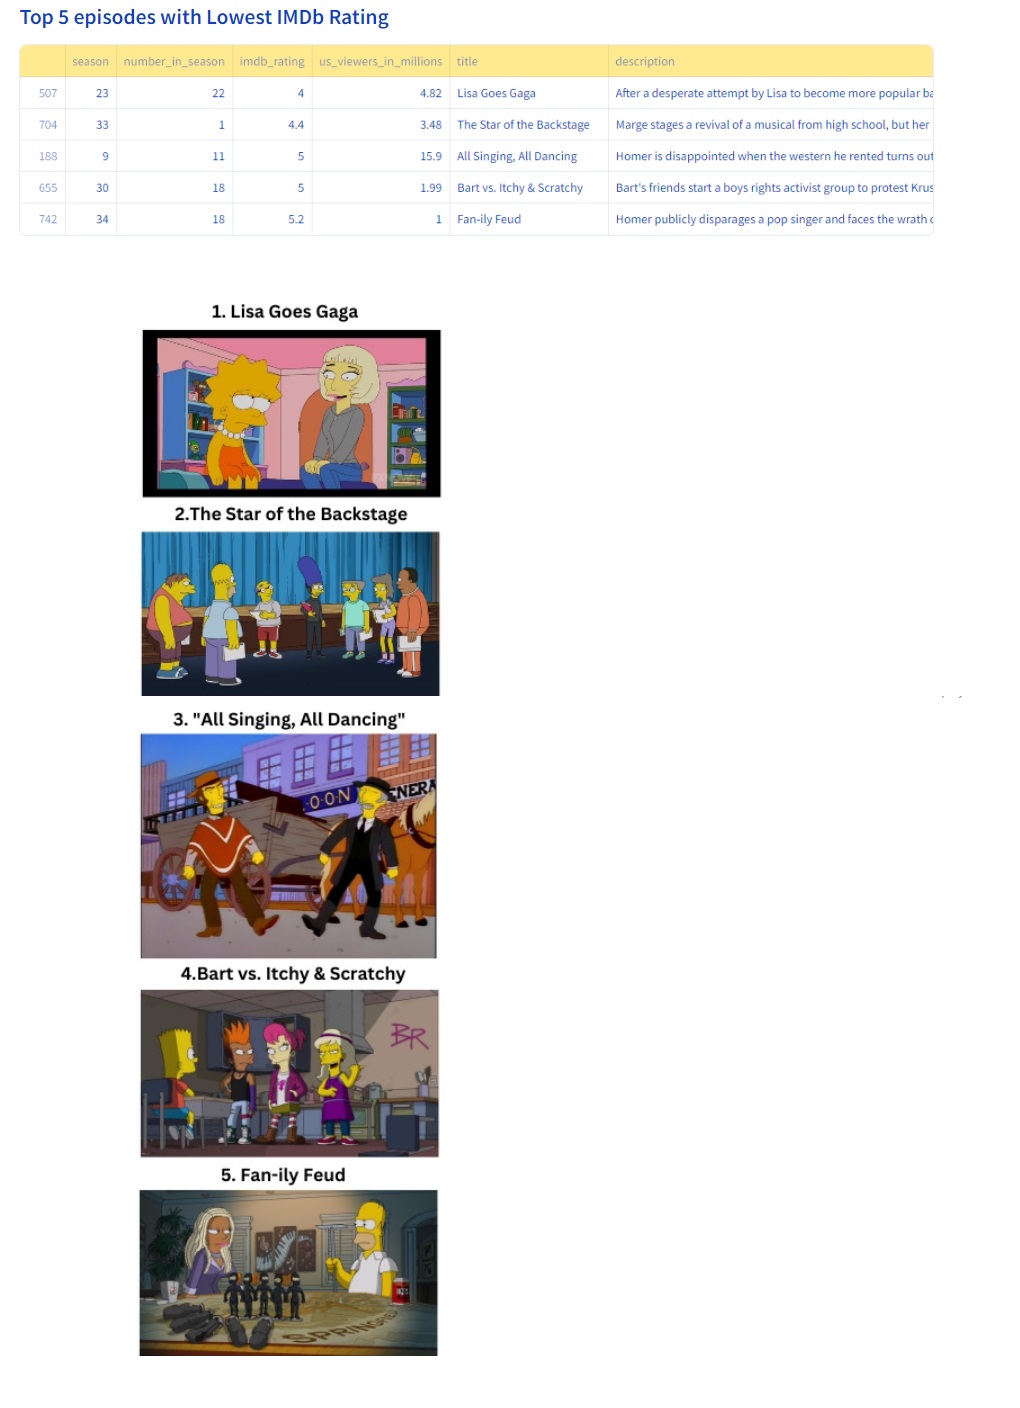 Top 5 episodes with Lowest IMDb Rating
season number_in_season imdb_rating us_viewers_in_millions title description
507 23 22 4 4.82 Lisa Goes Gaga After a desperate attempt by Lisa to become more popular ba
704 33 1 4.4 3.48 The Star of the Backstage Marge stages a revival of a musical from high school, but her
188 9 11 5 15.9 All Singing, All Dancing Homer is disappointed when the western he rented turns out
655 30 18 5 1.99 Bart vs. Itchy & Scratchy Bart's friends start a boys rights activist group to protest Krus
742 34 18 5.2 1 Fan-ily Feud Homer publicly disparages a pop singer and faces the wrath
1. Lisa Goes Gaga
2.The Star of the Backstage
3. "All Singing, All Dancing"
OON
ENERA
4.Bart vs. Itchy & Scratchy
BR
5. Fan-ily Feud
SPRINGF